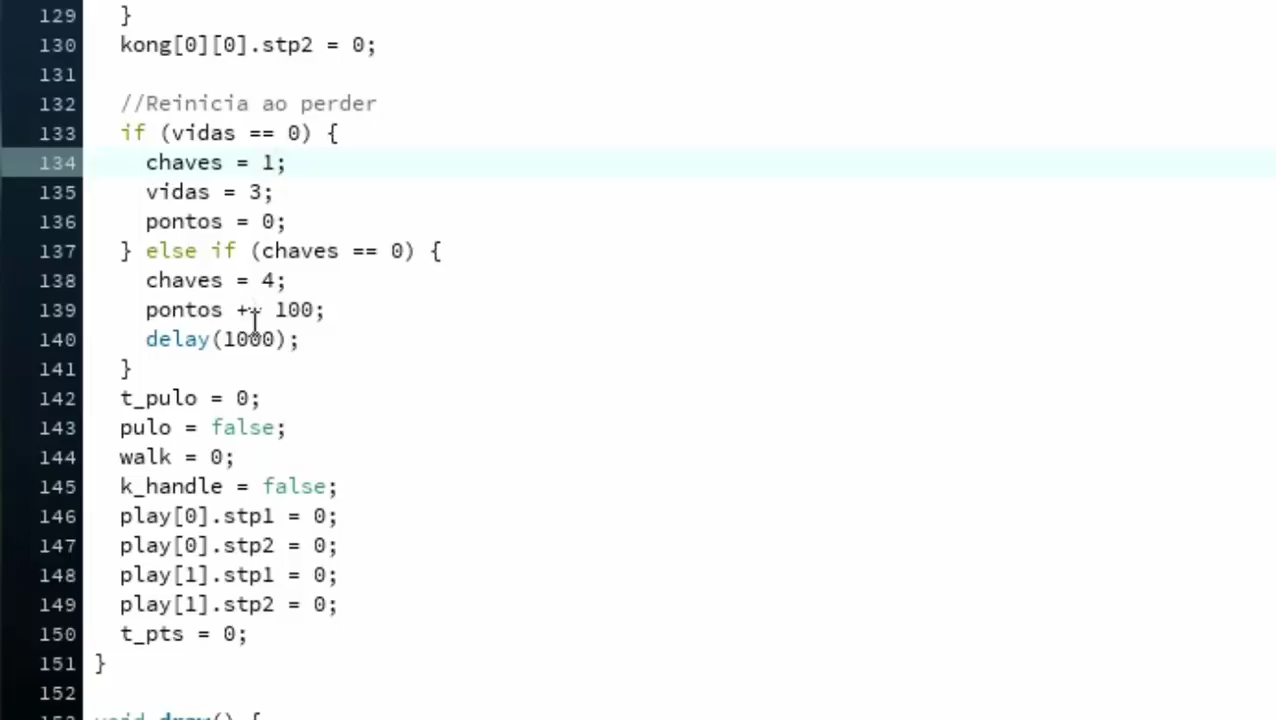 129 }
130 kong[0][0].stp2 = 0;
131
132 //Reinicia ao perder
133 if (vidas == 0) {
134 chaves = 1;
135 vidas = 3;
136 pontos = 0;
137 } else if (chaves == 0) {
138 chaves = 4;
139 pontos += 100;
140 delay(1000);
141 }
142 t_pulo = 0;
143 pulo = false;
144 walk = 0;
145 k_handle = false;
146 play[0].stp1 = 0;
147 play[0].stp2 = 0;
148 play[1].stp1 = 0;
149 play[1].stp2 = 0;
150 t_pts = 0;
151 }
152
153 void draw() {